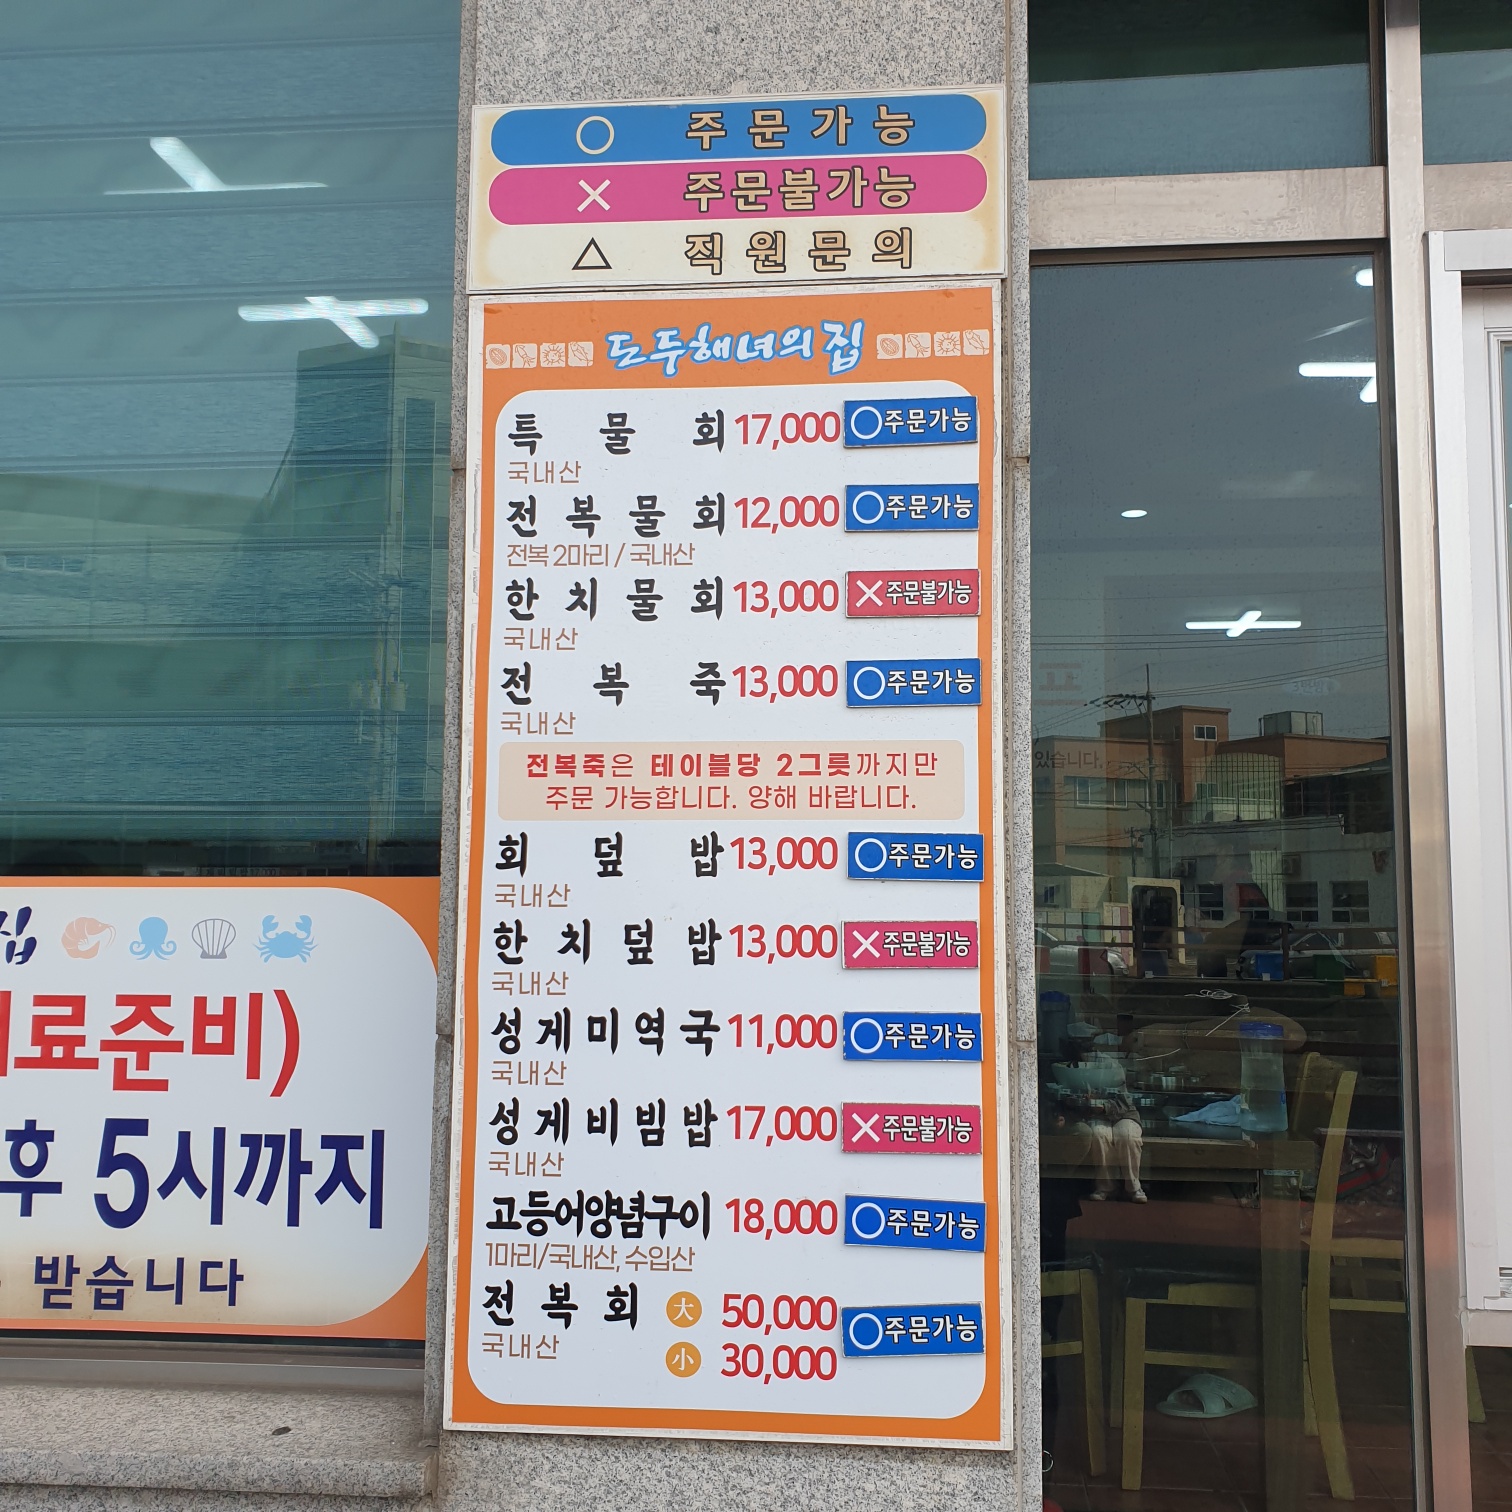 ○ 주문가능
× 주문불가능
△ 직원문의
도두해녀의 집
특물회 17,000 ○주문가능
국내산
전복물회 12,000 ○주문가능
전복 2마리 / 국내산
한치물회 13,000 ×주문불가능
국내산
전복죽 13,000 ○주문가능
국내산
전복죽은 테이블당 2그릇까지만
주문 가능합니다. 양해 바랍니다.
회덮밥 13,000 ○주문가능
국내산
한치덮밥 13,000 ×주문불가능
국내산
성게미역국 11,000 ○주문가능
국내산
성게비빔밥 17,000 ×주문불가능
국내산
고등어양념구이 18,000 ○주문가능
1마리/국내산, 수입산
전복회 大 50,000 ○주문가능
국내산 小 30,000
집
료준비)
후 5시까지
받습니다
있습니다.